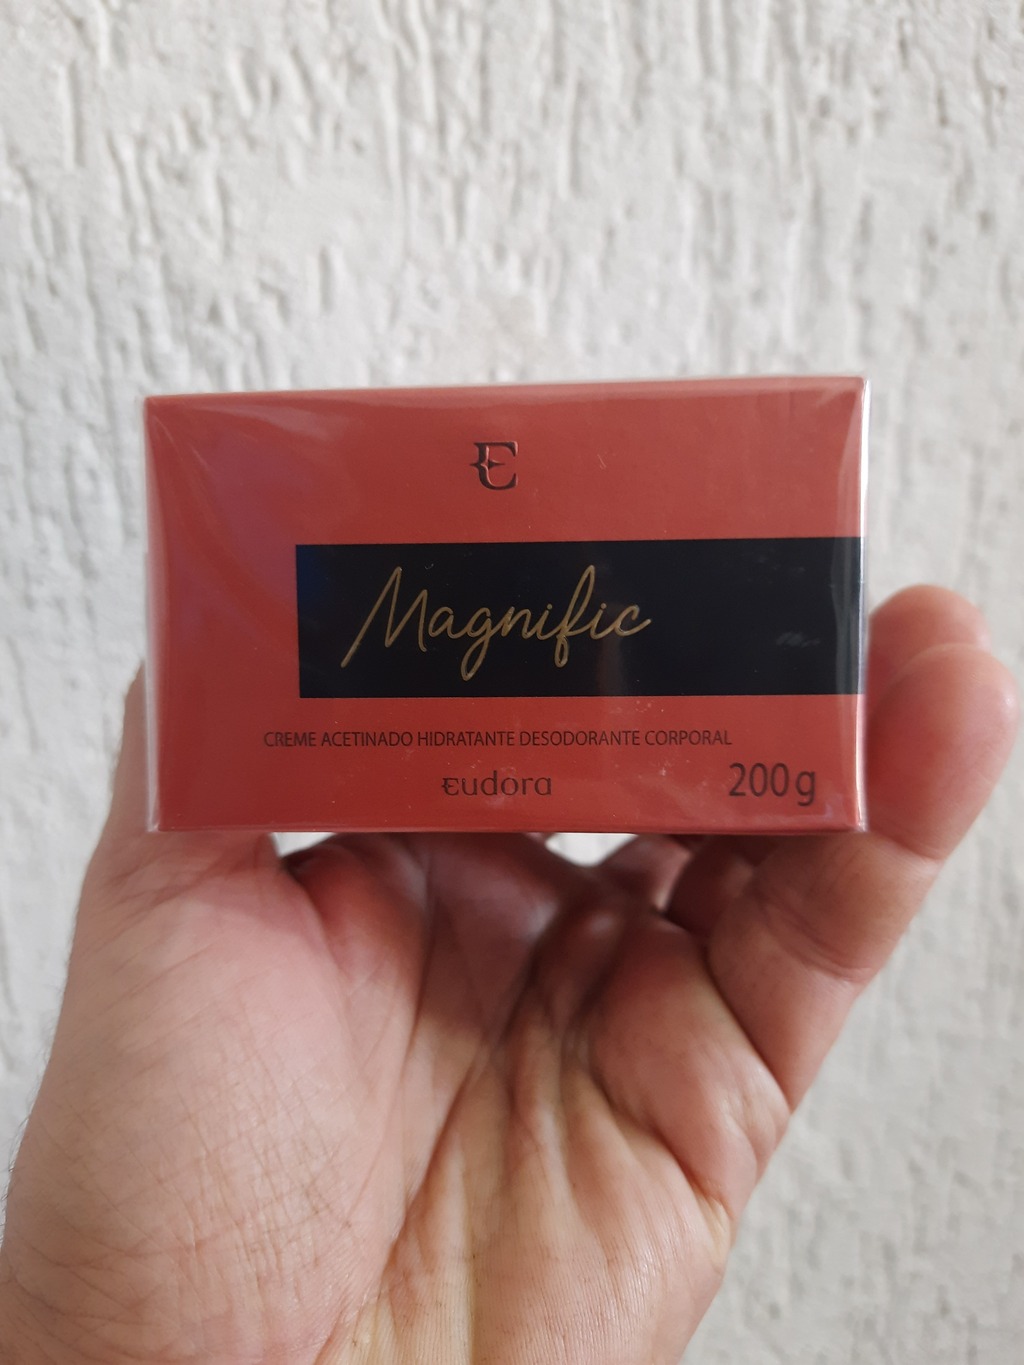 E
Magnific
CREME ACETINADO HIDRATANTE DESODORANTE CORPORAL
eudora
200g